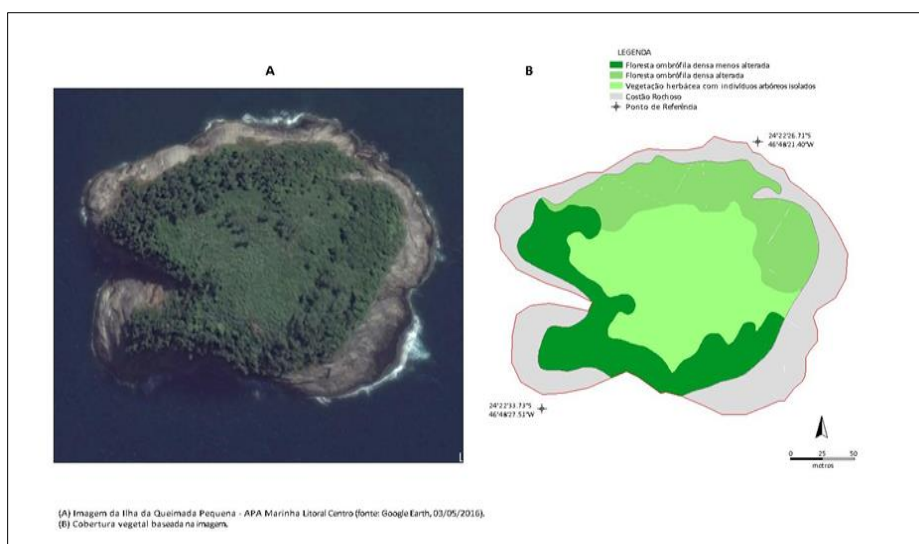 A
B
LEGENDA
Floresta ombrófila densa menos alterada
Floresta ombrófila densa alterada
Vegetação herbácea com indivíduos arbóreos isolados
Costão Rochoso
Ponto de Referência
24°22'26.71"S
46°48'21.40"W
24°22'33.73"S
46°48'27.51"W
0 25 50
metros
(A) Imagem da Ilha da Queimada Pequena - APA Marinha Litoral Centro (fonte: Google Earth, 03/05/2016).
(B) Cobertura vegetal baseada na imagem.